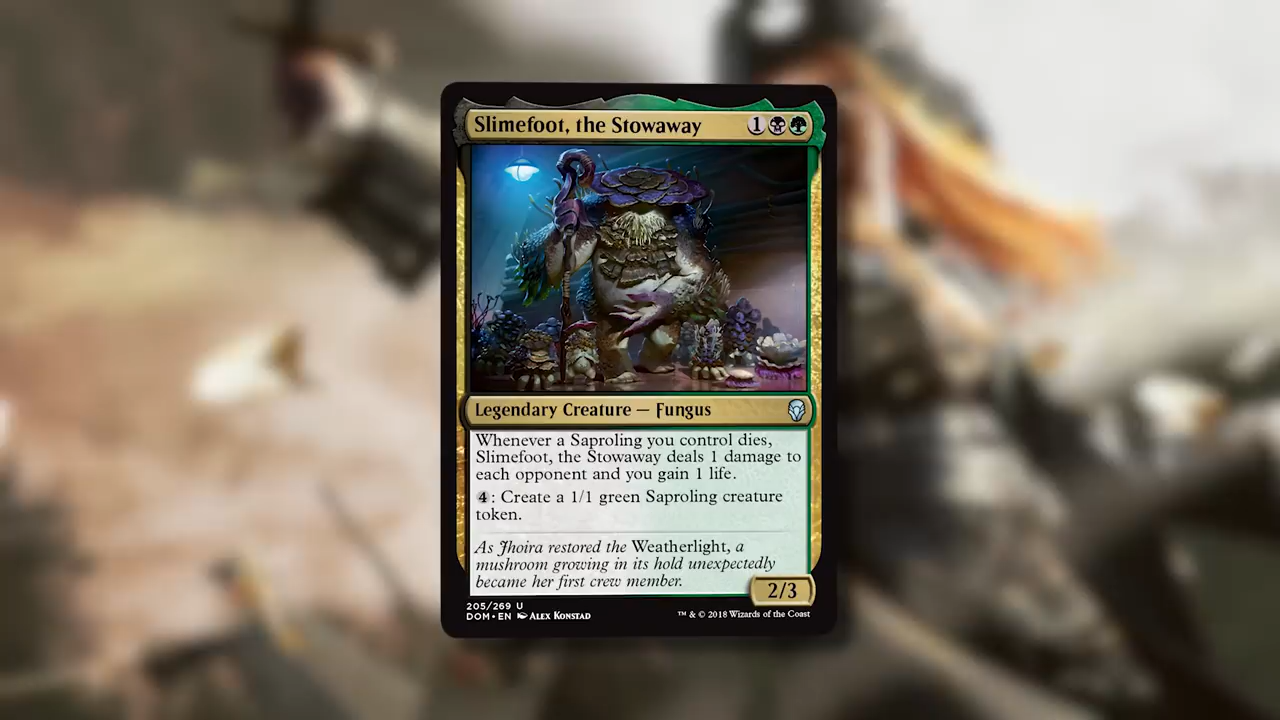 Slimefoot, the Stowaway 1
Legendary Creature — Fungus
Whenever a Saproling you control dies,
Slimefoot, the Stowaway deals 1 damage to
each opponent and you gain 1 life.
4: Create a 1/1 green Saproling creature
token.
As Jhoira restored the Weatherlight, a
mushroom growing in its hold unexpectedly
became her first crew member.
2/3
205/269 U
DOM • EN ALEX KONSTAD
™ & © 2018 Wizards of the Coast